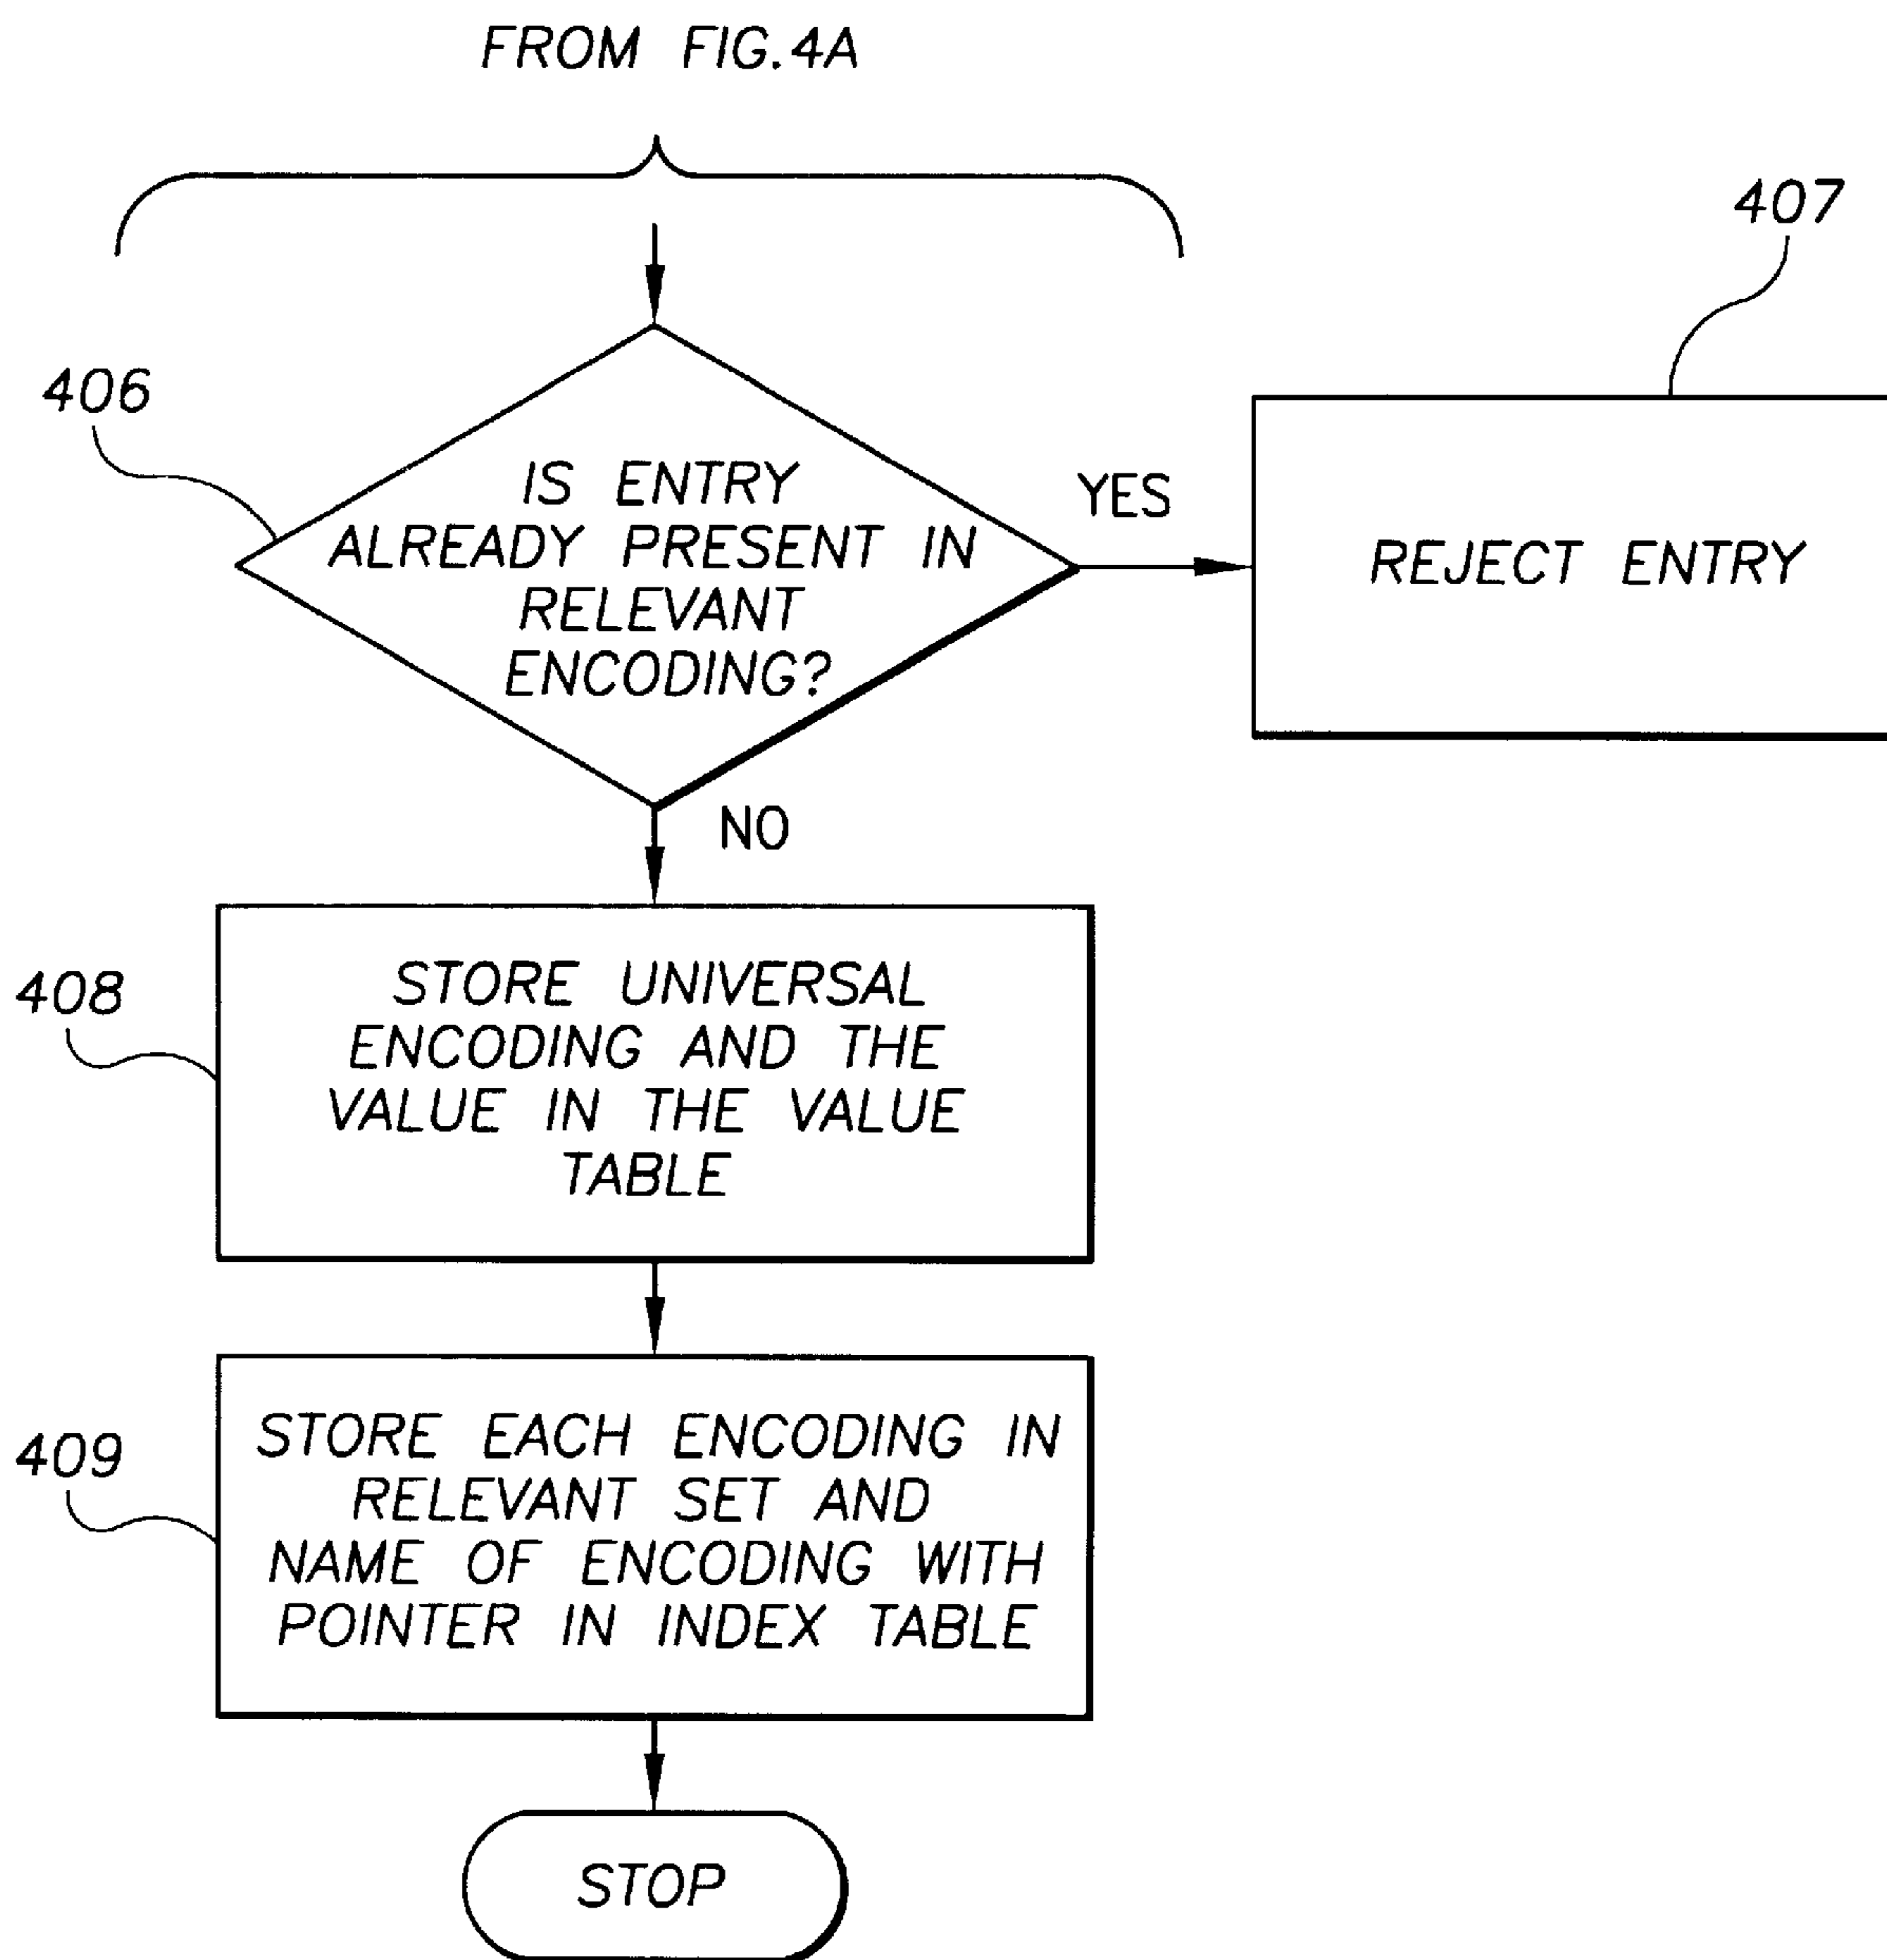 FROM FIG.4A
407
406
IS ENTRY
ALREADY PRESENT IN
RELEVANT
ENCODING?
YES
REJECT ENTRY
NO
408
STORE UNIVERSAL
ENCODING AND THE
VALUE IN THE VALUE
TABLE
409
STORE EACH ENCODING IN
RELEVANT SET AND
NAME OF ENCODING WITH
POINTER IN INDEX TABLE
STOP